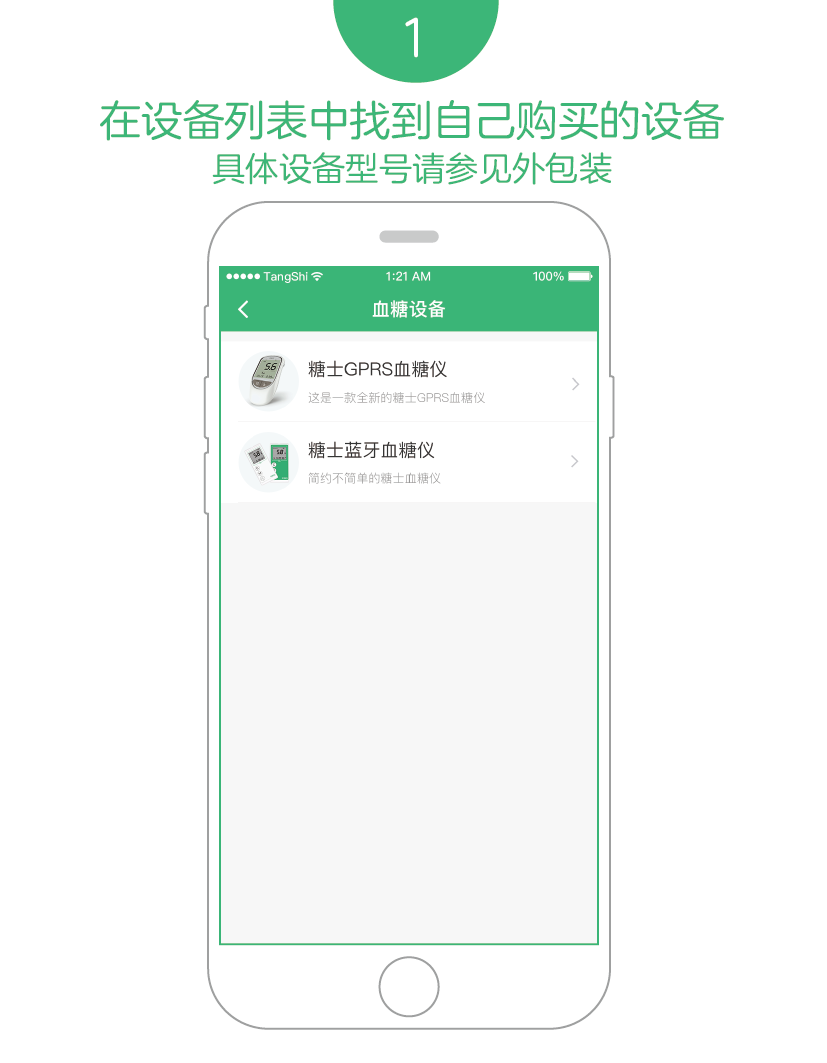 1
在设备列表中找到自己购买的设备
具体设备型号请参见外包装
TangShi 1:21 AM 100%
血糖设备
糖士GPRS血糖仪
这是一款全新的糖士GPRS血糖仪
糖士蓝牙血糖仪
简约不简单的糖士血糖仪
5.6